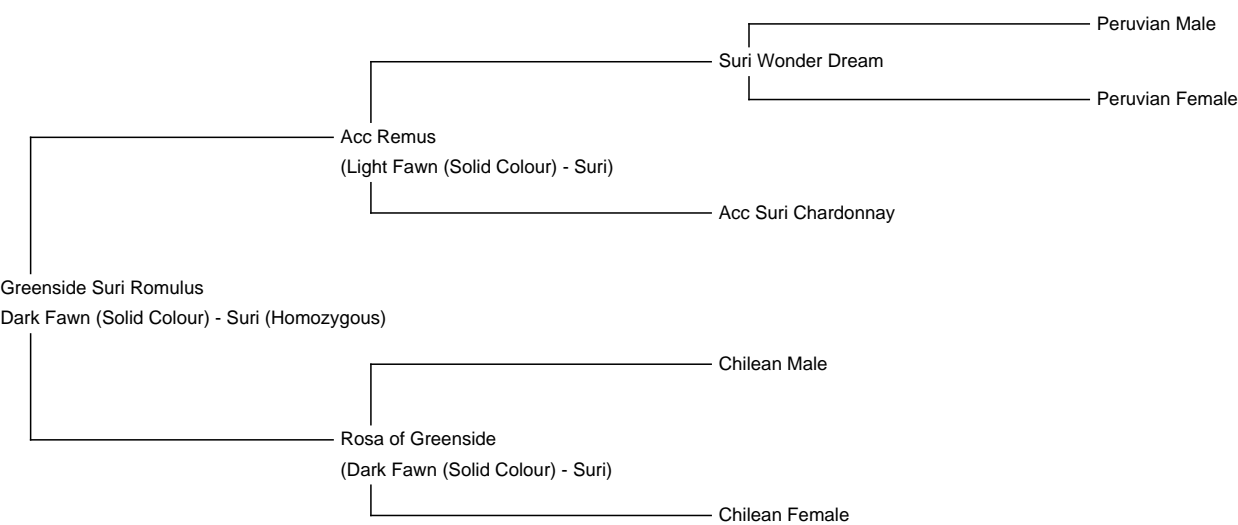 Peruvian Male
Suri Wonder Dream
Peruvian Female
Acc Remus
(Light Fawn (Solid Colour) - Suri)
Acc Suri Chardonnay
Greenside Suri Romulus
Dark Fawn (Solid Colour) - Suri (Homozygous)
Chilean Male
Rosa of Greenside
(Dark Fawn (Solid Colour) - Suri)
Chilean Female